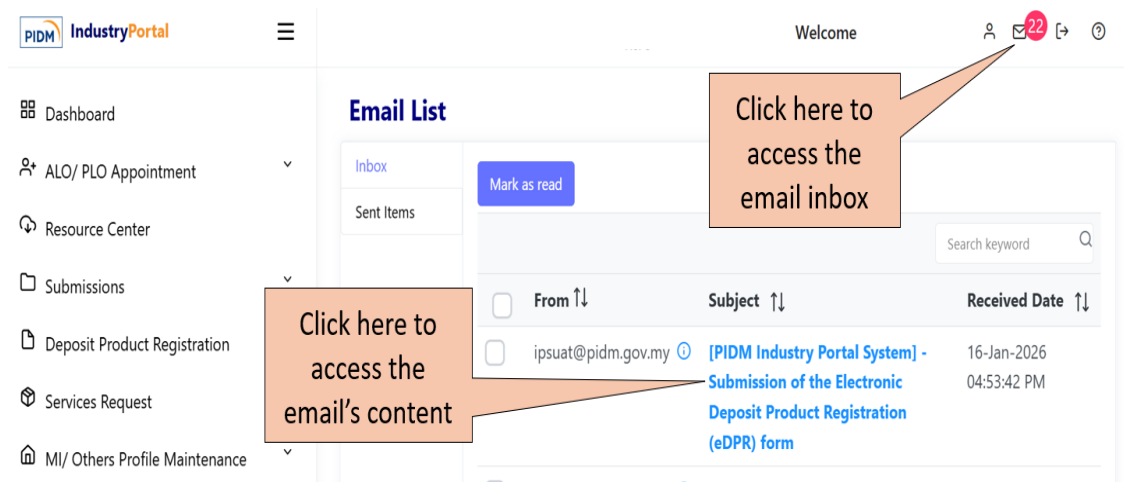 PIDM IndustryPortal
Welcome
22
Dashboard
ALO/ PLO Appointment
Resource Center
Submissions
Deposit Product Registration
Services Request
MI/ Others Profile Maintenance
Email List
Inbox
Sent Items
Mark as read
Click here to
access the
email inbox
Search keyword
From
Subject
Received Date
Click here to
access the
email’s content
ipsuat@pidm.gov.my
[PIDM Industry Portal System] -
Submission of the Electronic
Deposit Product Registration
(eDPR) form
16-Jan-2026
04:53:42 PM